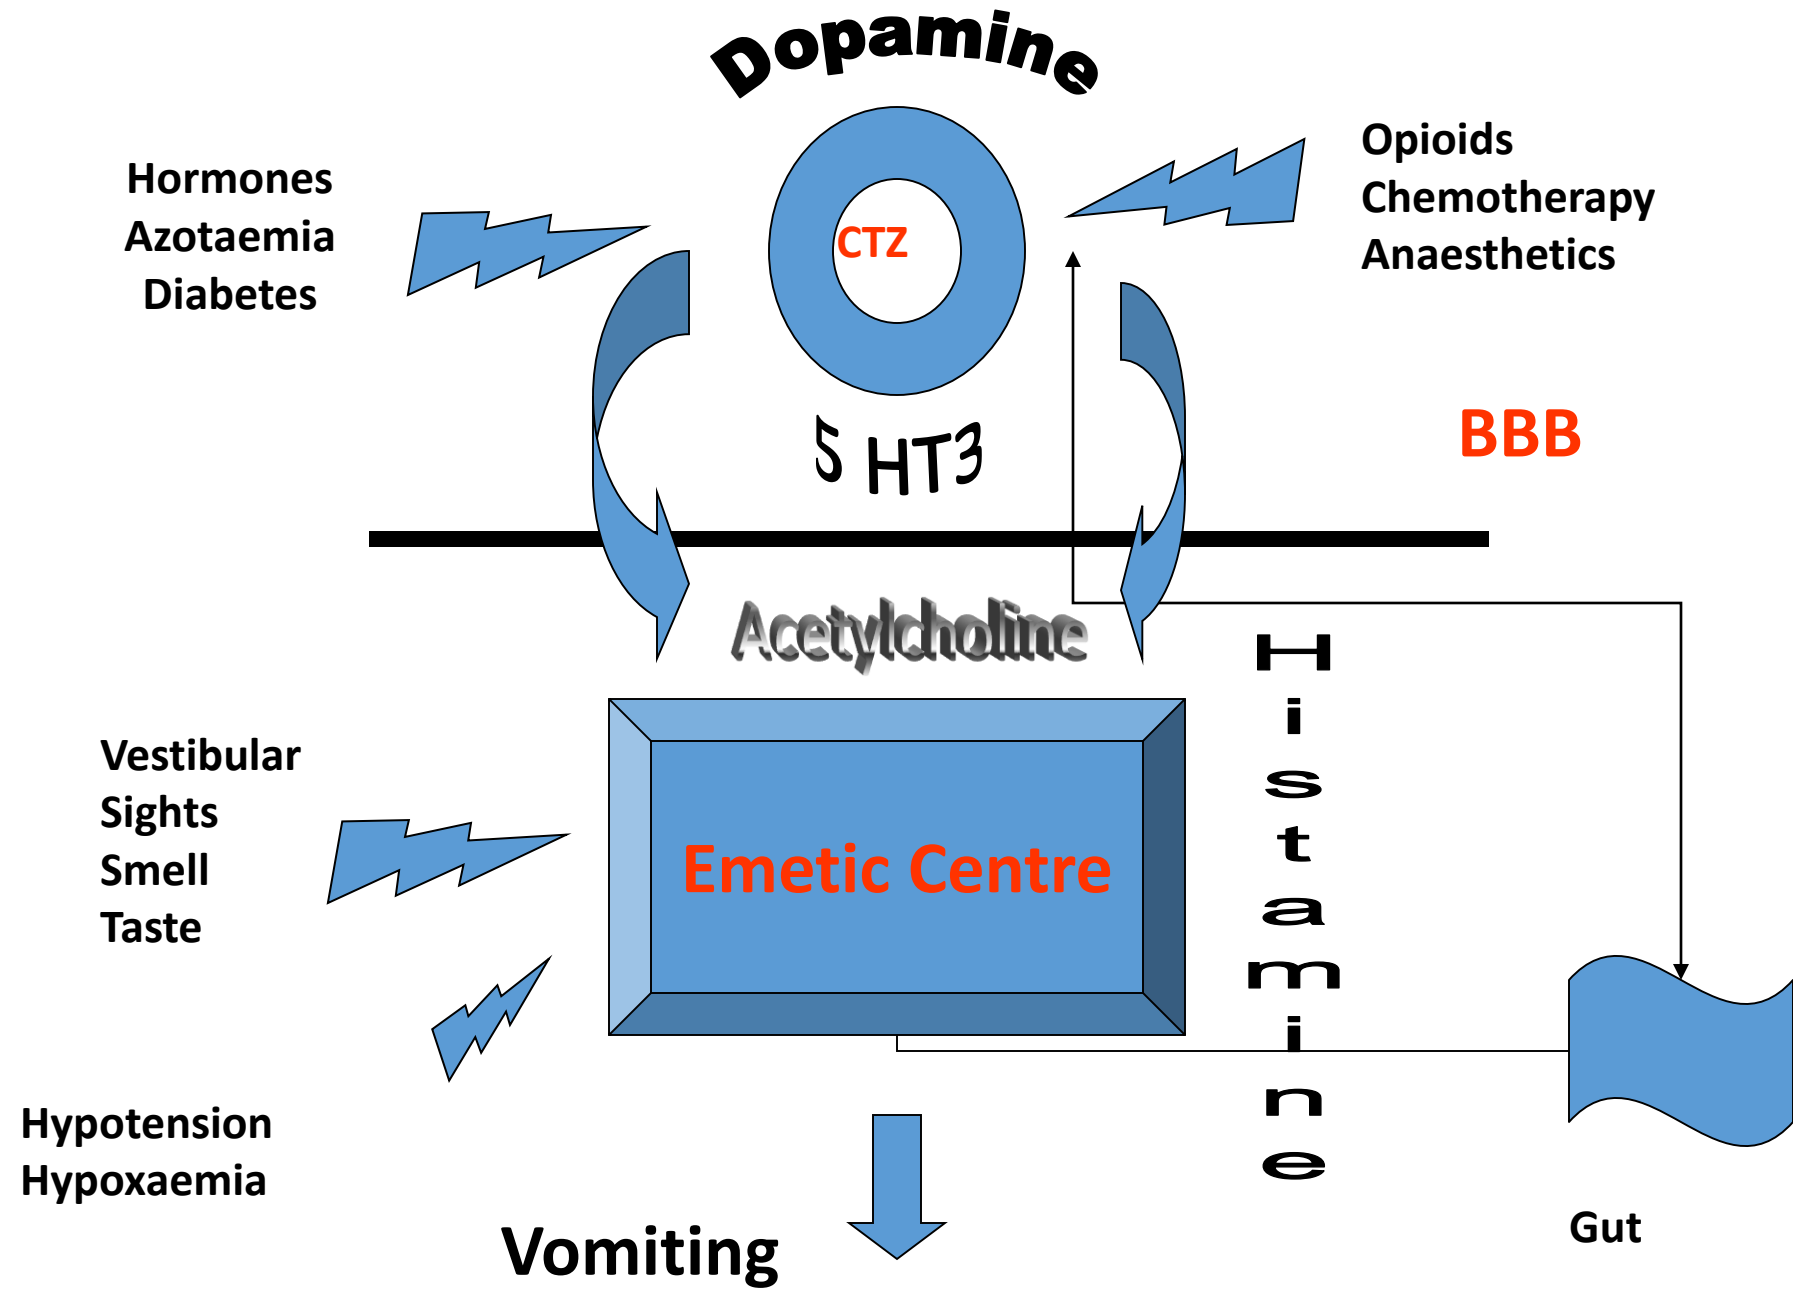 Dopamine
Hormones
Azotaemia
Diabetes
CTZ
Opioids
Chemotherapy
Anaesthetics
5 HT3
BBB
Acetylcholine
Histamine
Vestibular
Sights
Smell
Taste
Emetic Centre
Hypotension
Hypoxaemia
Vomiting
Gut